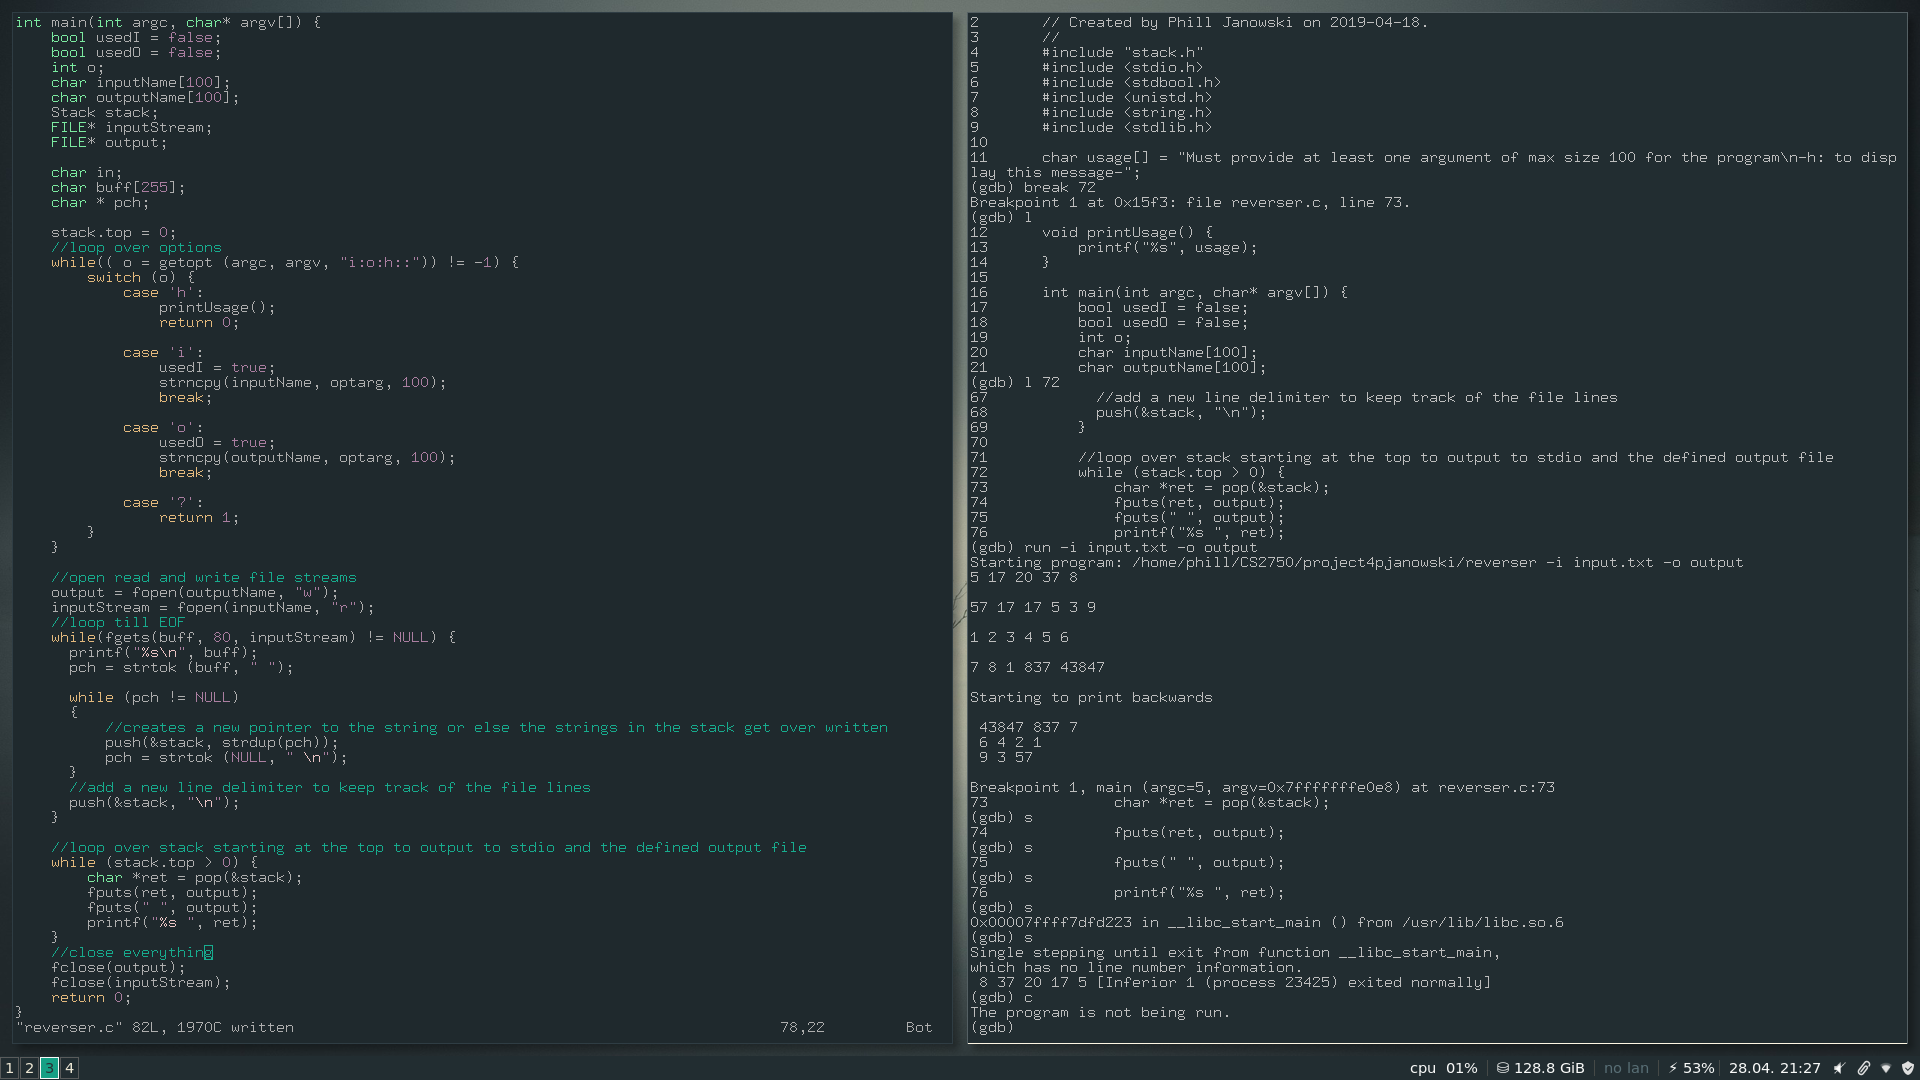 int main(int argc, char* argv[]) {
    bool usedI = false;
    bool usedO = false;
    int o;
    char inputName[100];
    char outputName[100];
    Stack stack;
    FILE* inputStream;
    FILE* output;

    char in;
    char buff[255];
    char * pch;

    stack.top = 0;
    //loop over options
    while(( o = getopt (argc, argv, "i:o:h::")) != -1) {
        switch (o) {
            case 'h':
                printUsage();
                return 0;

            case 'i':
                usedI = true;
                strncpy(inputName, optarg, 100);
                break;

            case 'o':
                usedO = true;
                strncpy(outputName, optarg, 100);
                break;

            case '?':
                return 1;
        }
    }

    //open read and write file streams
    output = fopen(outputName, "w");
    inputStream = fopen(inputName, "r");
    //loop till EOF
    while(fgets(buff, 80, inputStream) != NULL) {
      printf("%s\n", buff);
      pch = strtok (buff, " ");

      while (pch != NULL)
      {
          //creates a new pointer to the string or else the strings in the stack get over written
          push(&stack, strdup(pch));
          pch = strtok (NULL, " \n");
      }
      //add a new line delimiter to keep track of the file lines
      push(&stack, "\n");
    }

    //loop over stack starting at the top to output to stdio and the defined output file
    while (stack.top > 0) {
        char *ret = pop(&stack);
        fputs(ret, output);
        fputs(" ", output);
        printf("%s ", ret);
    }
    //close everything
    fclose(output);
    fclose(inputStream);
    return 0;
}
"reverser.c" 82L, 1970C written                    78,22         Bot
2       // Created by Phill Janowski on 2019-04-18.
3       //
4       #include "stack.h"
5       #include <stdio.h>
6       #include <stdbool.h>
7       #include <unistd.h>
8       #include <string.h>
9       #include <stdlib.h>
10
11      char usage[] = "Must provide at least one argument of max size 100 for the program\n-h: to disp
lay this message-";
(gdb) break 72
Breakpoint 1 at 0x15f3: file reverser.c, line 73.
(gdb) l
12      void printUsage() {
13          printf("%s", usage);
14      }
15
16      int main(int argc, char* argv[]) {
17          bool usedI = false;
18          bool usedO = false;
19          int o;
20          char inputName[100];
21          char outputName[100];
(gdb) l 72
67            //add a new line delimiter to keep track of the file lines
68            push(&stack, "\n");
69          }
70
71          //loop over stack starting at the top to output to stdio and the defined output file
72          while (stack.top > 0) {
73              char *ret = pop(&stack);
74              fputs(ret, output);
75              fputs(" ", output);
76              printf("%s ", ret);
(gdb) run -i input.txt -o output
Starting program: /home/phill/CS2750/project4pjanowski/reverser -i input.txt -o output
5 17 20 37 8

57 17 17 5 3 9

1 2 3 4 5 6

7 8 1 837 43847

Starting to print backwards

 43847 837 7
 6 4 2 1
 9 3 57

Breakpoint 1, main (argc=5, argv=0x7fffffffe0e8) at reverser.c:73
73              char *ret = pop(&stack);
(gdb) s
74              fputs(ret, output);
(gdb) s
75              fputs(" ", output);
(gdb) s
76              printf("%s ", ret);
(gdb) s
0x00007ffff7dfd223 in __libc_start_main () from /usr/lib/libc.so.6
(gdb) s
Single stepping until exit from function __libc_start_main,
which has no line number information.
 8 37 20 17 5 [Inferior 1 (process 23425) exited normally]
(gdb) c
The program is not being run.
(gdb)
1 2 3 4 cpu 01% 128.8 GiB no lan ⚡ 53% 28.04. 21:27